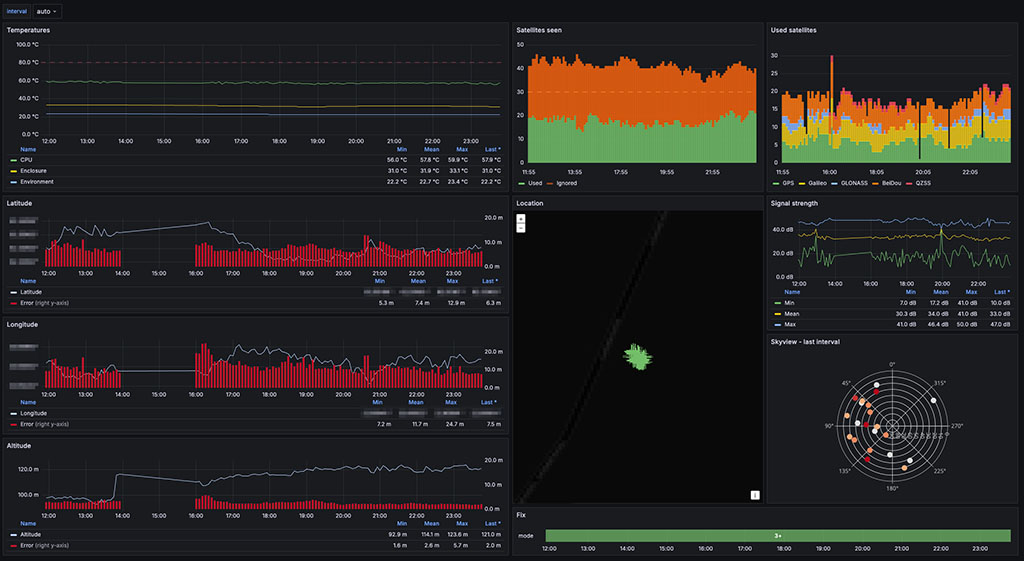 interval auto
Temperatures
100.0 °C
80.0 °C
60.0 °C
40.0 °C
20.0 °C
0.0 °C
12:00 13:00 14:00 15:00 16:00 17:00 18:00 19:00 20:00 21:00 22:00 23:00
Name Min Mean Max Last *
CPU 56.0 °C 57.8 °C 59.9 °C 57.9 °C
Enclosure 31.0 °C 31.9 °C 33.1 °C 31.0 °C
Environment 22.2 °C 22.7 °C 23.4 °C 22.2 °C
Satellites seen
50
40
30
20
10
0
11:55 13:55 15:55 17:55 19:55 21:55
Used Ignored
Used satellites
30
25
20
15
10
5
0
11:55 14:00 16:00 18:05 20:05 22:05
GPS Galileo GLONASS BeiDou QZSS
Latitude
20.0 m
10.0 m
0.0 m
12:00 13:00 14:00 15:00 16:00 17:00 18:00 19:00 20:00 21:00 22:00 23:00
Name Min Mean Max Last *
Latitude
Error (right y-axis) 5.3 m 7.4 m 12.9 m 6.3 m
Location
+
−
i
Signal strength
40.0 dB
20.0 dB
0.0 dB
12:00 14:00 16:00 18:00 20:00 22:00
Name Min Mean Max Last *
Min 7.0 dB 17.2 dB 41.0 dB 10.0 dB
Mean 30.3 dB 34.0 dB 41.0 dB 33.0 dB
Max 41.0 dB 46.4 dB 50.0 dB 47.0 dB
Longitude
20.0 m
10.0 m
0.0 m
12:00 13:00 14:00 15:00 16:00 17:00 18:00 19:00 20:00 21:00 22:00 23:00
Name Min Mean Max Last *
Longitude
Error (right y-axis) 7.2 m 11.7 m 24.7 m 7.5 m
Skyview - last interval
0°
45° 315°
90° 270°
135° 225°
180°
Altitude
120.0 m
100.0 m
20.0 m
10.0 m
0.0 m
12:00 13:00 14:00 15:00 16:00 17:00 18:00 19:00 20:00 21:00 22:00 23:00
Name Min Mean Max Last *
Altitude 92.9 m 114.1 m 123.6 m 121.0 m
Error (right y-axis) 1.6 m 2.6 m 5.7 m 2.0 m
Fix
mode 3+
12:00 13:00 14:00 15:00 16:00 17:00 18:00 19:00 20:00 21:00 22:00 23:00